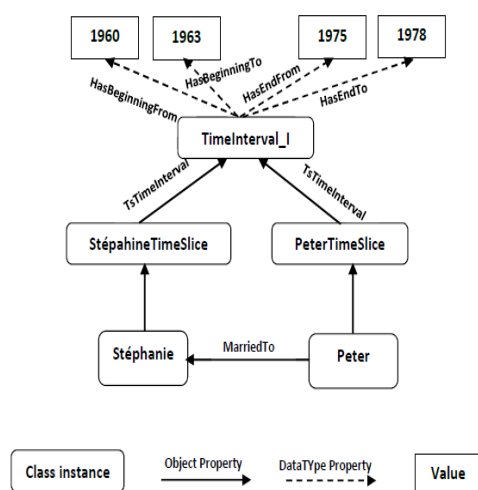 1960
1963
1975
1978
HasBeginningFrom
HasBeginningTo
HasEndFrom
HasEndTo
TimeInterval_I
TsTimeInterval
TsTimeInterval
StépahineTimeSlice
PeterTimeSlice
Stéphanie
MarriedTo
Peter
Class instance
Object Property
DataTYpe Property
Value